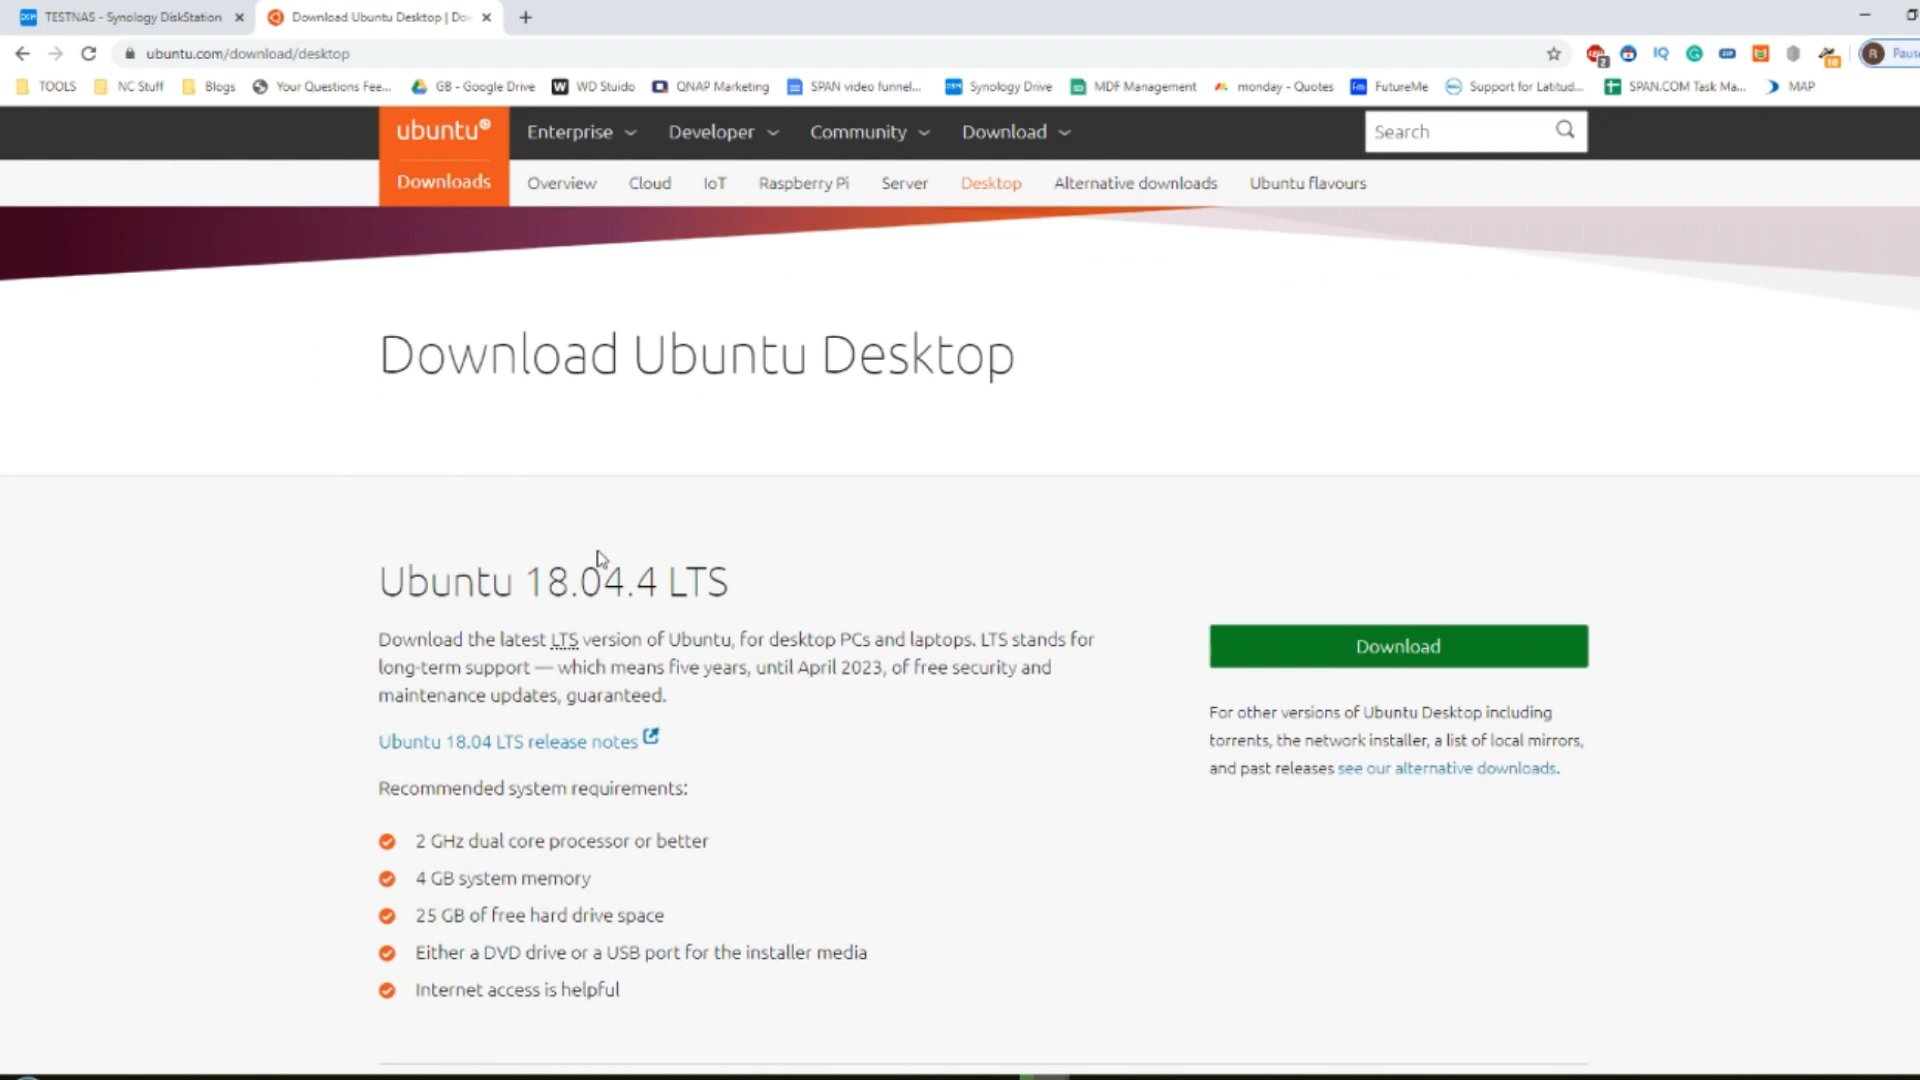 TESTNAS - Synology DiskStation
Download Ubuntu Desktop | Do
ubuntu.com/download/desktop
2
10
R Paus
TOOLS NC Stuff Blogs Your Questions Fee... GB - Google Drive WD Stuido QNAP Marketing SPAN video funnel... Synology Drive MDF Management monday - Quotes FutureMe Support for Latitud... SPAN.COM Task Ma... MAP
ubuntu Enterprise Developer Community Download Search
Downloads Overview Cloud IoT Raspberry Pi Server Desktop Alternative downloads Ubuntu flavours
Download Ubuntu Desktop
Ubuntu 18.04.4 LTS
Download the latest LTS version of Ubuntu, for desktop PCs and laptops. LTS stands for
long-term support — which means five years, until April 2023, of free security and
maintenance updates, guaranteed.
Ubuntu 18.04 LTS release notes
Recommended system requirements:
2 GHz dual core processor or better
4 GB system memory
25 GB of free hard drive space
Either a DVD drive or a USB port for the installer media
Internet access is helpful
Download
For other versions of Ubuntu Desktop including
torrents, the network installer, a list of local mirrors,
and past releases see our alternative downloads.